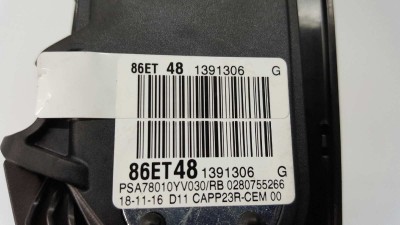 86ET 48 1391306 G
86ET48 1391306 G
PSA78010YV030/RB 0280755266
18-11-16 D11 CAPP23R-CEM 00